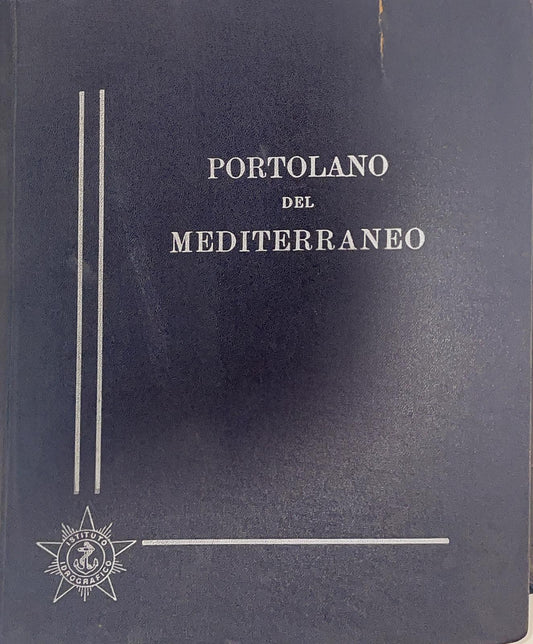 PORTOLANO
DEL
MEDITERRANEO
ISTITUTO
IDROGRAFICO